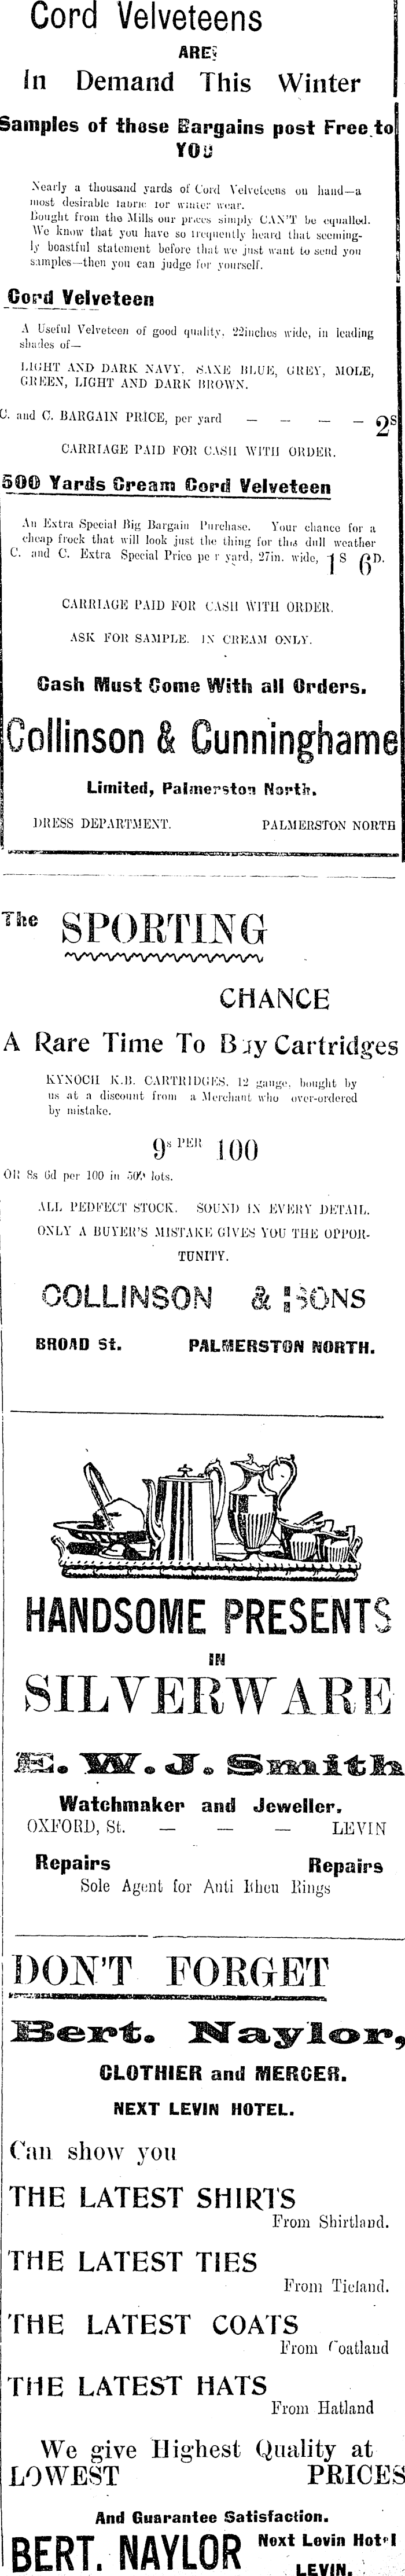 Cord Velveteens
ARE
In Demand This Winter
Samples of those Bargains post Free to
YOU
Nearly a thousand yards of Cord Velveteens on hand—a
most desirable fabric for winter wear.
Bought from the Mills our prices simply CAN'T be equalled.
We know that you have so frequently heard that seeming-
ly boastful statement before that we just want to send you
samples—then you can judge for yourself.
Cord Velveteen
A Useful Velveteen of good quality, 22inches wide, in leading
shades of—
LIGHT AND DARK NAVY, SAXE BLUE, GREY, MOLE,
GREEN, LIGHT AND DARK BROWN.
C. and C. BARGAIN PRICE, per yard — — — — 2S
CARRIAGE PAID FOR CASH WITH ORDER.
500 Yards Cream Cord Velveteen
An Extra Special Big Bargain Purchase. Your chance for a
cheap frock that will look just the thing for this dull weather
C. and C. Extra Special Price pe r yard, 27in. wide, 1S 6D.
CARRIAGE PAID FOR CASH WITH ORDER.
ASK FOR SAMPLE. IN CREAM ONLY.
Cash Must Come With all Orders.
Collinson & Cunninghame
Limited, Palmerston North.
DRESS DEPARTMENT. PALMERSTON NORTH
The SPORTING
CHANCE
A Rare Time To Buy Cartridges
KYNOCH K.B. CARTRIDGES, 12 gauge, bought by
us at a discount from a Merchant who over-ordered
by mistake.
9s PER 100
OR 8s 6d per 100 in 500 lots.
ALL PEDFECT STOCK. SOUND IN EVERY DETAIL.
ONLY A BUYER'S MISTAKE GIVES YOU THE OPPOR-
TUNITY.
COLLINSON & SONS
BROAD St. PALMERSTON NORTH.
HANDSOME PRESENTS
IN
SILVERWARE
E. W. J. Smith
Watchmaker and Jeweller.
OXFORD, St. — — — LEVIN
Repairs Repairs
Sole Agent for Anti Rheu Rings
DON'T FORGET
Bert. Naylor,
CLOTHIER and MERCER.
NEXT LEVIN HOTEL.
Can show you
THE LATEST SHIRTS
From Shirtland.
THE LATEST TIES
From Tieland.
THE LATEST COATS
From Coatland
THE LATEST HATS
From Hatland
We give Highest Quality at
LOWEST PRICES
And Guarantee Satisfaction.
BERT. NAYLOR Next Levin Hotel
LEVIN.